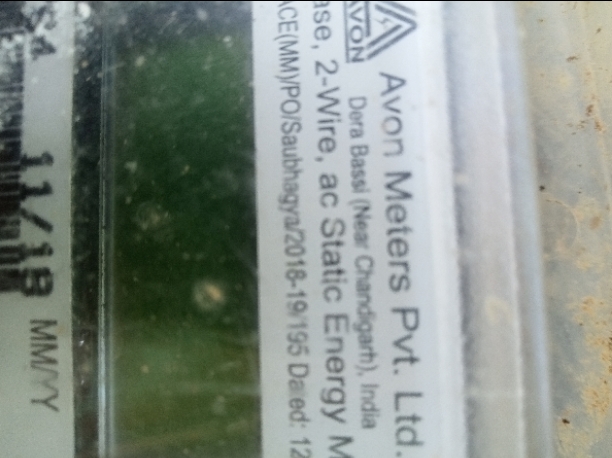 AVON
Avon Meters Pvt. Ltd.
Dera Bassi (Near Chandigarh), India
ase, 2-Wire, ac Static Energy M
ACE(MM)/PO/Saubhagya/2018-19/195 Dated: 12
11/18 MM/YY